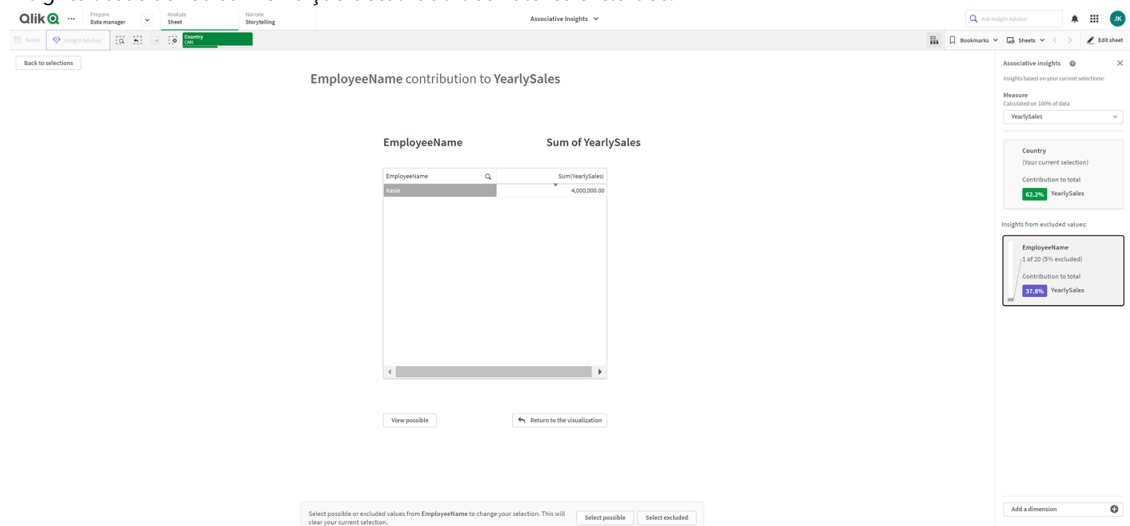 Qlik
Prepare
Data manager
Analyze
Sheet
Narrate
Storytelling
Associative Insights
Ask Insight Advisor
JK
Notes
Insight Advisor
Country
CAN
Bookmarks
Sheets
Edit sheet
Back to selections
EmployeeName contribution to YearlySales
EmployeeName
Sum of YearlySales
EmployeeName
Sum(YearlySales)
Kasie
4,000,000.00
View possible
Return to the visualization
Select possible or excluded values from EmployeeName to change your selection. This will
clear your current selection.
Select possible
Select excluded
Associative insights
Insights based on your current selections:
Measure
Calculated on 100% of data
YearlySales
Country
(Your current selection)
Contribution to total
62.2% YearlySales
Insights from excluded values:
EmployeeName
1 of 20 (5% excluded)
Contribution to total
37.8% YearlySales
Add a dimension